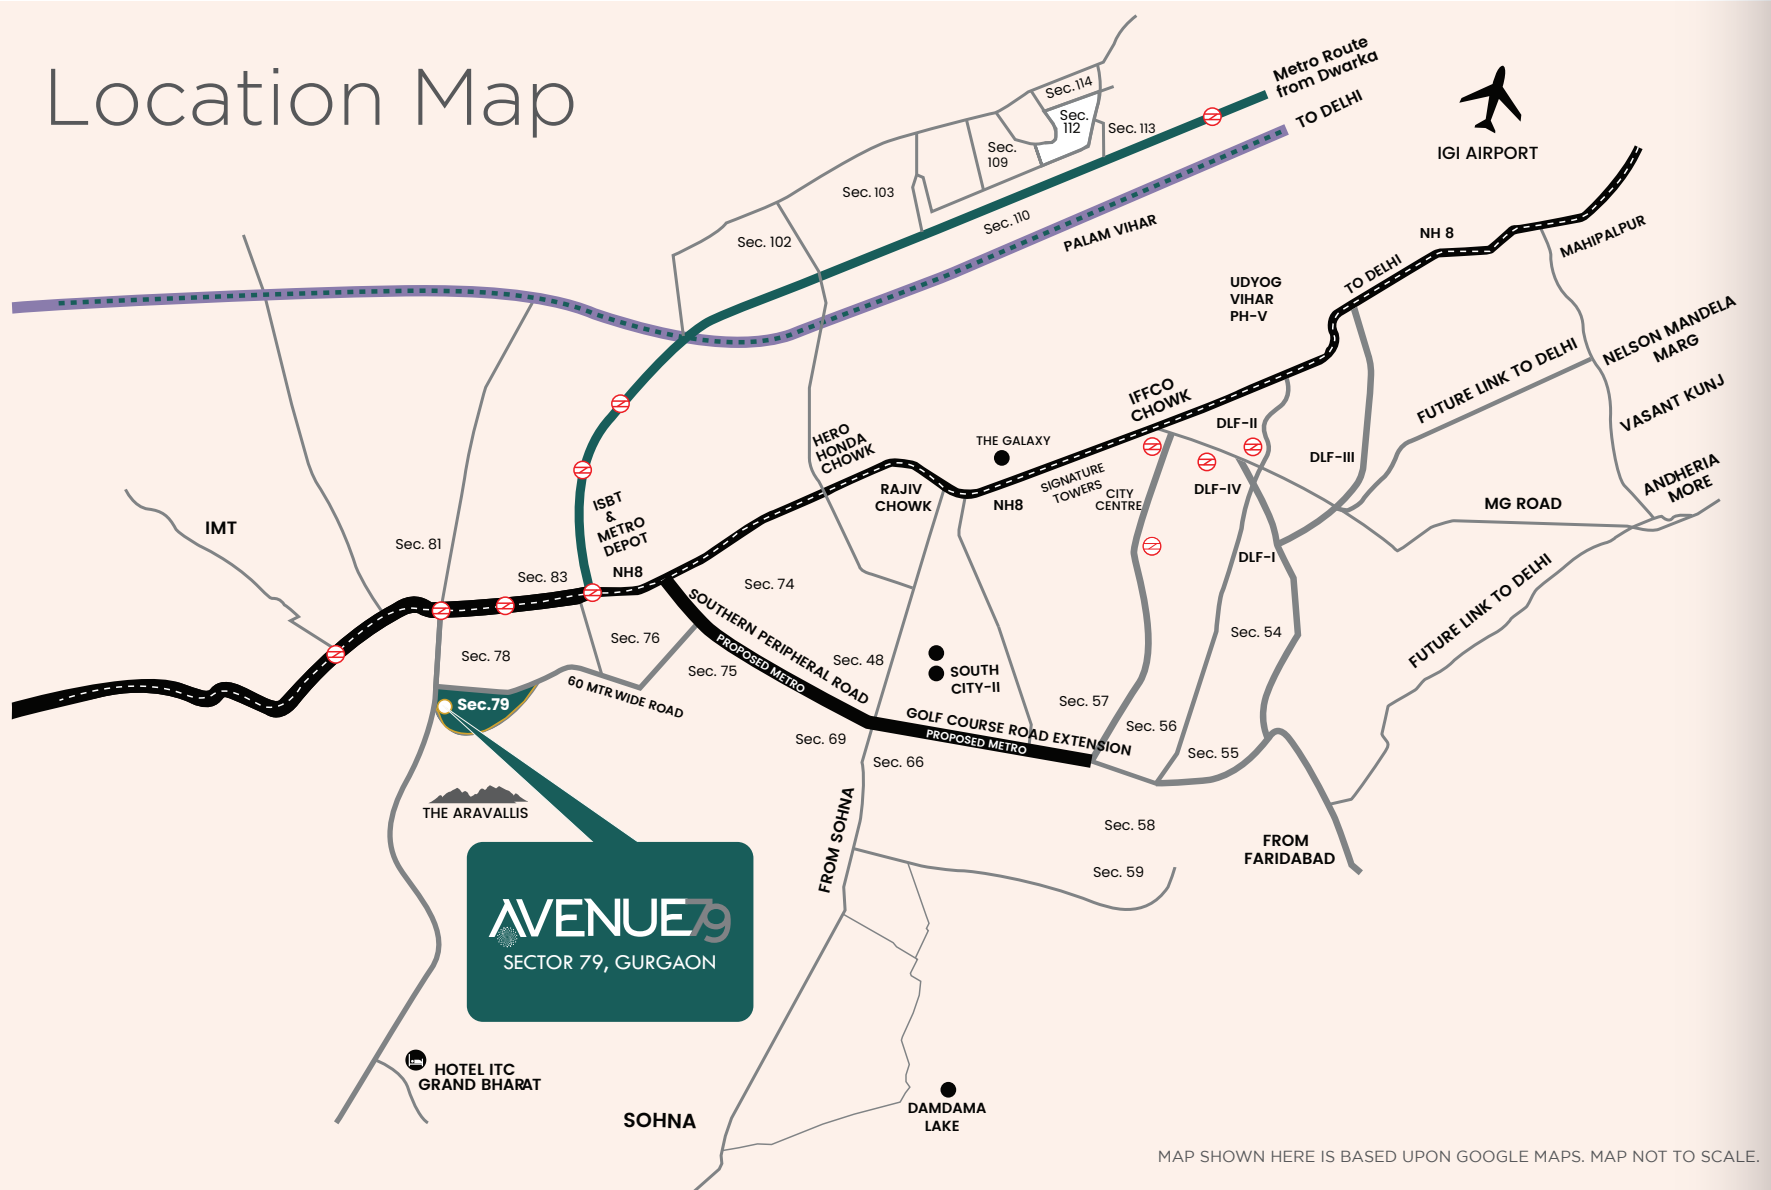 Location Map
Metro Route
from Dwarka
TO DELHI
IGI AIRPORT
Sec. 114
Sec.
112
Sec. 113
Sec.
109
Sec. 103
Sec. 110
Sec. 102
PALAM VIHAR
NH 8
MAHIPALPUR
TO DELHI
UDYOG
VIHAR
PH-V
NELSON MANDELA
MARG
FUTURE LINK TO DELHI
VASANT KUNJ
IFFCO
CHOWK
DLF-II
DLF-III
HERO
HONDA
CHOWK
THE GALAXY
SIGNATURE
TOWERS
CITY
CENTRE
DLF-IV
ANDHERIA
MORE
RAJIV
CHOWK
NH8
MG ROAD
ISBT
&
METRO
DEPOT
IMT
Sec. 81
DLF-I
NH8
Sec. 83
Sec. 74
FUTURE LINK TO DELHI
SOUTHERN PERIPHERAL ROAD
PROPOSED METRO
Sec. 76
Sec. 54
Sec. 78
Sec. 75
Sec. 48
SOUTH
CITY-II
60 MTR WIDE ROAD
Sec.79
Sec. 57
GOLF COURSE ROAD EXTENSION
PROPOSED METRO
Sec. 56
Sec. 69
Sec. 66
Sec. 55
THE ARAVALLIS
FROM SOHNA
Sec. 58
FROM
FARIDABAD
Sec. 59
AVENUE79
SECTOR 79, GURGAON
HOTEL ITC
GRAND BHARAT
SOHNA
DAMDAMA
LAKE
MAP SHOWN HERE IS BASED UPON GOOGLE MAPS. MAP NOT TO SCALE.